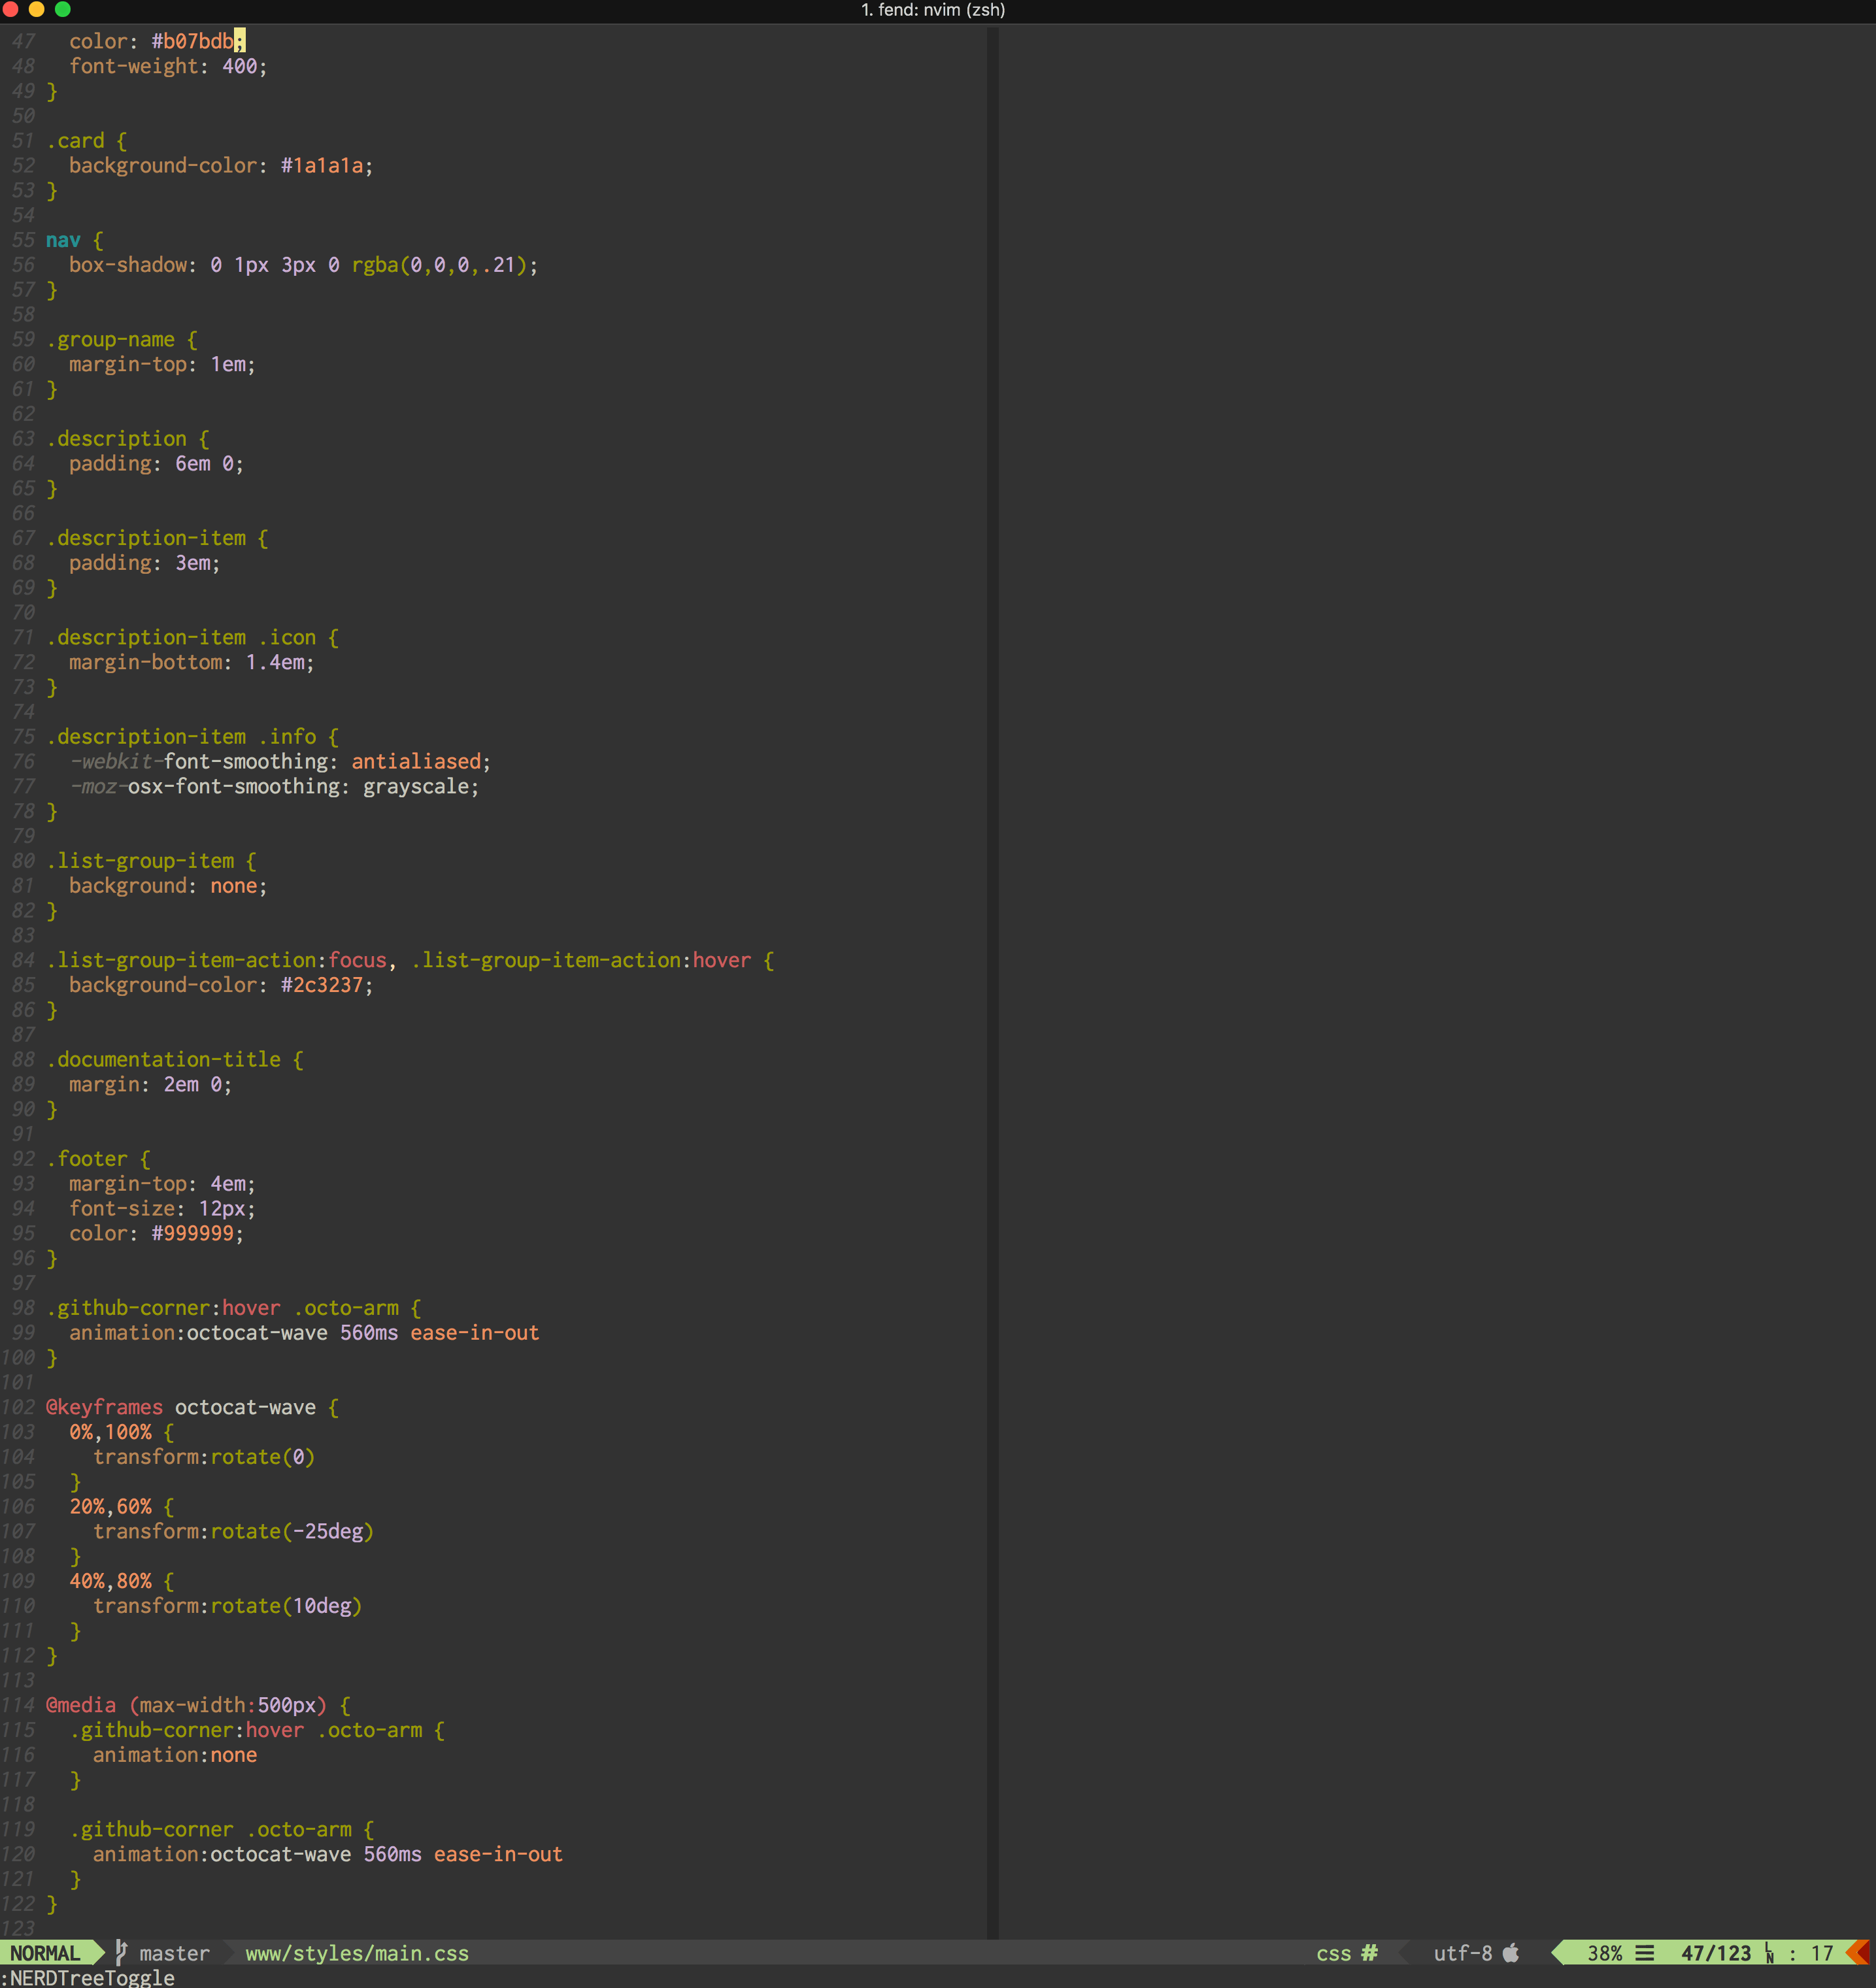 1. fend: nvim (zsh)
47 color: #b07bdb;
48 font-weight: 400;
49 }
50
51 .card {
52 background-color: #1a1a1a;
53 }
54
55 nav {
56 box-shadow: 0 1px 3px 0 rgba(0,0,0,.21);
57 }
58
59 .group-name {
60 margin-top: 1em;
61 }
62
63 .description {
64 padding: 6em 0;
65 }
66
67 .description-item {
68 padding: 3em;
69 }
70
71 .description-item .icon {
72 margin-bottom: 1.4em;
73 }
74
75 .description-item .info {
76 -webkit-font-smoothing: antialiased;
77 -moz-osx-font-smoothing: grayscale;
78 }
79
80 .list-group-item {
81 background: none;
82 }
83
84 .list-group-item-action:focus, .list-group-item-action:hover {
85 background-color: #2c3237;
86 }
87
88 .documentation-title {
89 margin: 2em 0;
90 }
91
92 .footer {
93 margin-top: 4em;
94 font-size: 12px;
95 color: #999999;
96 }
97
98 .github-corner:hover .octo-arm {
99 animation:octocat-wave 560ms ease-in-out
100 }
101
102 @keyframes octocat-wave {
103 0%,100% {
104 transform:rotate(0)
105 }
106 20%,60% {
107 transform:rotate(-25deg)
108 }
109 40%,80% {
110 transform:rotate(10deg)
111 }
112 }
113
114 @media (max-width:500px) {
115 .github-corner:hover .octo-arm {
116 animation:none
117 }
118
119 .github-corner .octo-arm {
120 animation:octocat-wave 560ms ease-in-out
121 }
122 }
123
NORMAL master www/styles/main.css css # utf-8 38% ☰ 47/123 ㏑ : 17
:NERDTreeToggle